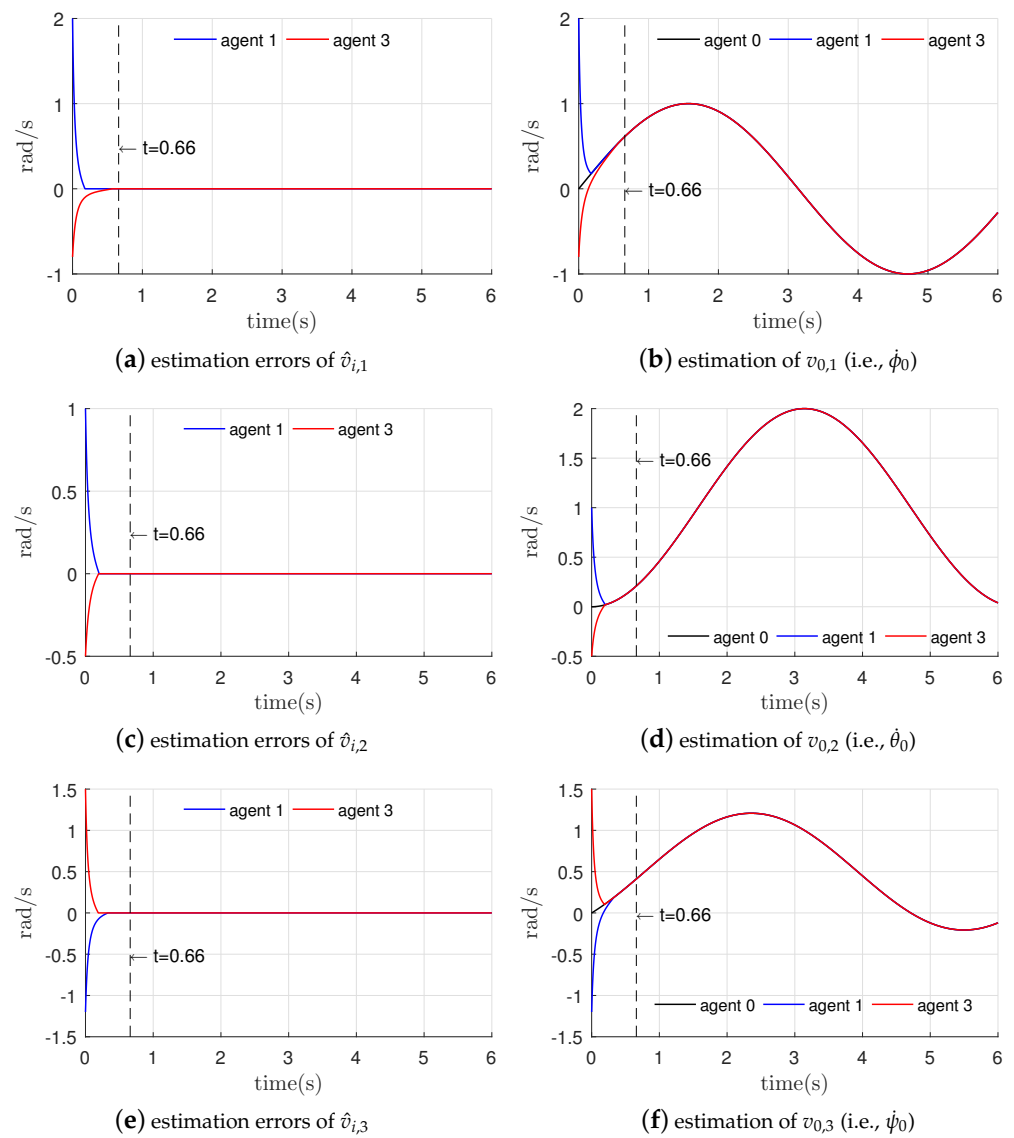 2
1
0
-1
rad/s
agent 1 agent 3
← t=0.66
0 1 2 3 4 5 6
time(s)
(a) estimation errors of v̂i,1
2
1
0
-1
rad/s
agent 0 agent 1 agent 3
← t=0.66
0 1 2 3 4 5 6
time(s)
(b) estimation of v0,1 (i.e., ϕ̇0)
1
0.5
0
-0.5
rad/s
agent 1 agent 3
← t=0.66
0 1 2 3 4 5 6
time(s)
(c) estimation errors of v̂i,2
2
1.5
1
0.5
0
-0.5
rad/s
← t=0.66
agent 0 agent 1 agent 3
0 1 2 3 4 5 6
time(s)
(d) estimation of v0,2 (i.e., θ̇0)
1.5
1
0.5
0
-0.5
-1
-1.5
rad/s
agent 1 agent 3
← t=0.66
0 1 2 3 4 5 6
time(s)
(e) estimation errors of v̂i,3
1.5
1
0.5
0
-0.5
-1
-1.5
rad/s
← t=0.66
agent 0 agent 1 agent 3
0 1 2 3 4 5 6
time(s)
(f) estimation of v0,3 (i.e., ψ̇0)